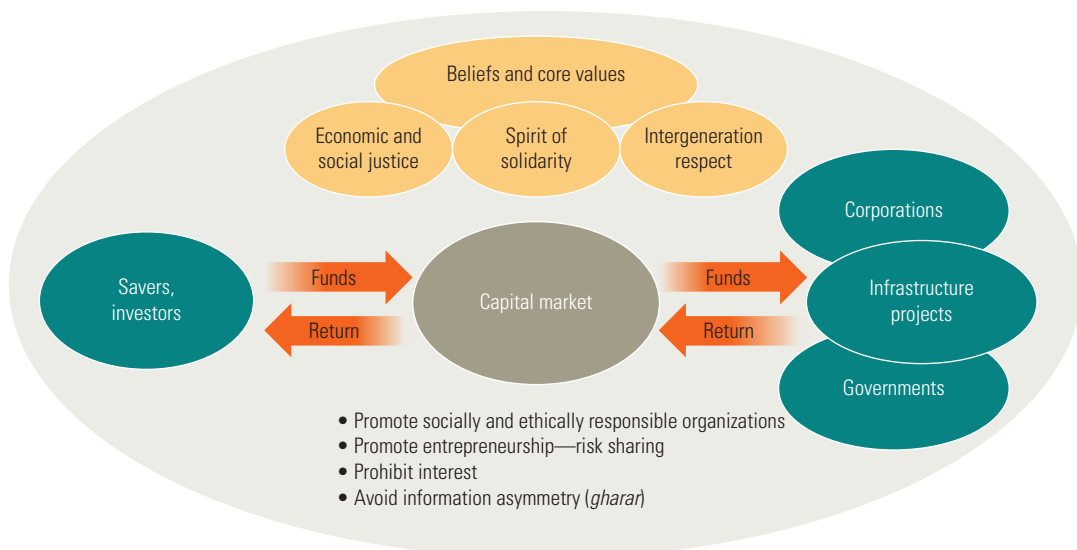 Beliefs and core values
Economic and
social justice
Spirit of
solidarity
Intergeneration
respect
Savers,
investors
Funds
Return
Capital market
Funds
Return
Corporations
Infrastructure
projects
Governments
• Promote socially and ethically responsible organizations
• Promote entrepreneurship—risk sharing
• Prohibit interest
• Avoid information asymmetry (gharar)